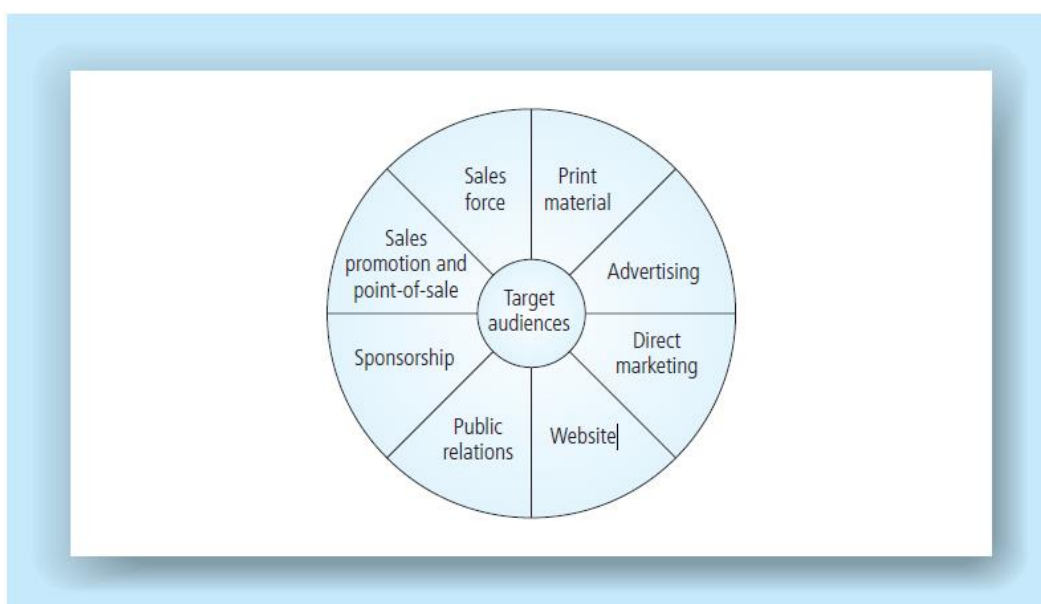 Sales
force
Print
material
Advertising
Direct
marketing
Website
Public
relations
Sponsorship
Sales
promotion and
point-of-sale
Target
audiences